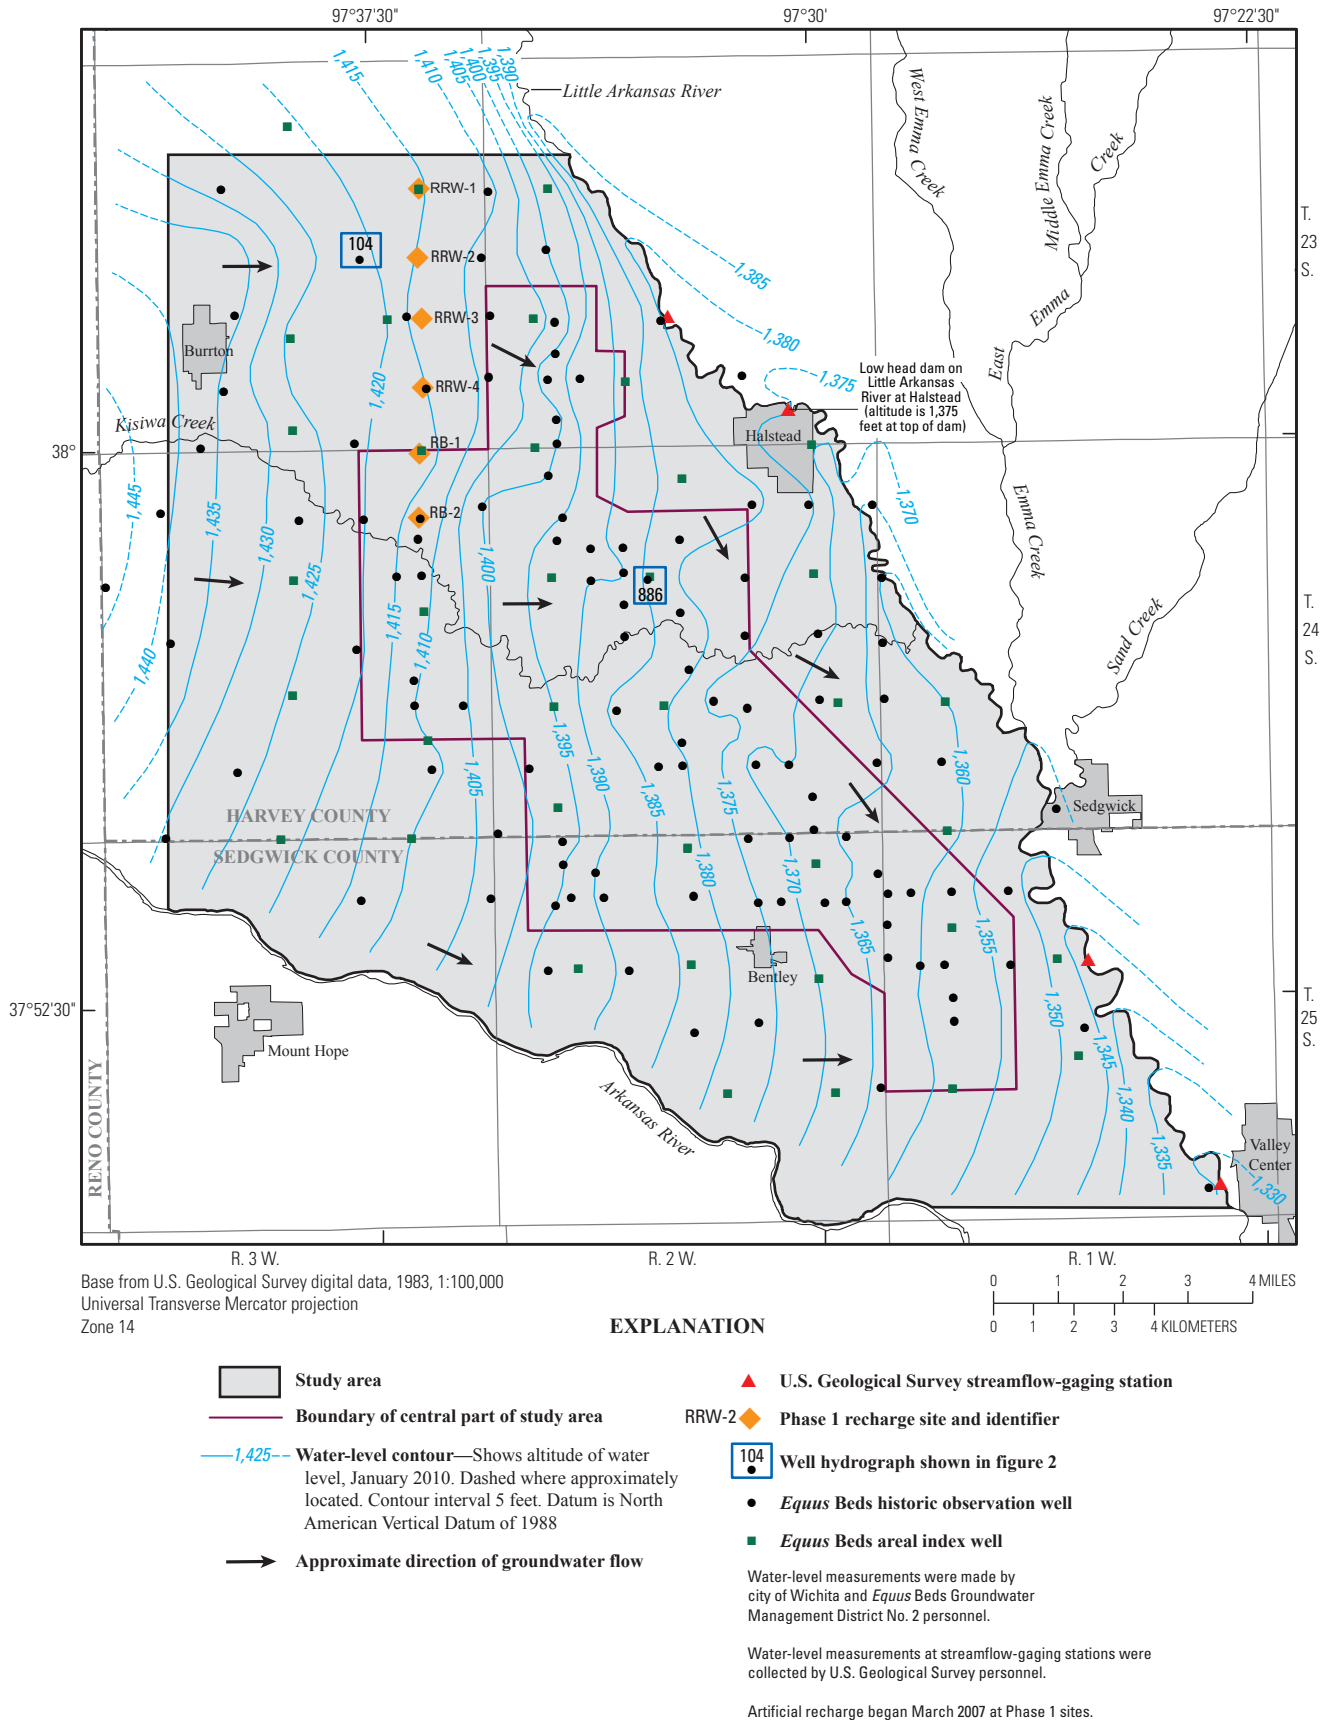 97°37'30"
97°30'
97°22'30"
1,415
1,410
1,405
1,400
1,395
1,390
Little Arkansas River
West Emma Creek
Middle Emma Creek
Creek
T.
23
S.
RRW-1
104
RRW-2
1,385
RRW-3
Emma
1,380
Burrton
East
Low head dam on
Little Arkansas
River at Halstead
(altitude is 1,375
feet at top of dam)
1,375
1,420
RRW-4
Kisiwa Creek
RB-1
Halstead
38°
1,445
1,435
1,430
1,425
RB-2
1,370
Emma Creek
1,400
886
T.
24
S.
1,415
1,410
1,440
Sand Creek
1,395
1,390
1,405
1,385
1,375
1,360
Sedgwick
HARVEY COUNTY
SEDGWICK COUNTY
1,380
1,370
1,365
1,355
Bentley
1,350
37°52'30"
T.
25
S.
Mount Hope
1,345
RENO COUNTY
Arkansas River
1,340
1,335
Valley
Center
1,330
R. 3 W.
R. 2 W.
R. 1 W.
Base from U.S. Geological Survey digital data, 1983, 1:100,000
Universal Transverse Mercator projection
Zone 14
0 1 2 3 4 MILES
0 1 2 3 4 KILOMETERS
EXPLANATION
Study area
Boundary of central part of study area
1,425 Water-level contour—Shows altitude of water
level, January 2010. Dashed where approximately
located. Contour interval 5 feet. Datum is North
American Vertical Datum of 1988
Approximate direction of groundwater flow
U.S. Geological Survey streamflow-gaging station
RRW-2 Phase 1 recharge site and identifier
104 Well hydrograph shown in figure 2
Equus Beds historic observation well
Equus Beds areal index well
Water-level measurements were made by
city of Wichita and Equus Beds Groundwater
Management District No. 2 personnel.
Water-level measurements at streamflow-gaging stations were
collected by U.S. Geological Survey personnel.
Artificial recharge began March 2007 at Phase 1 sites.